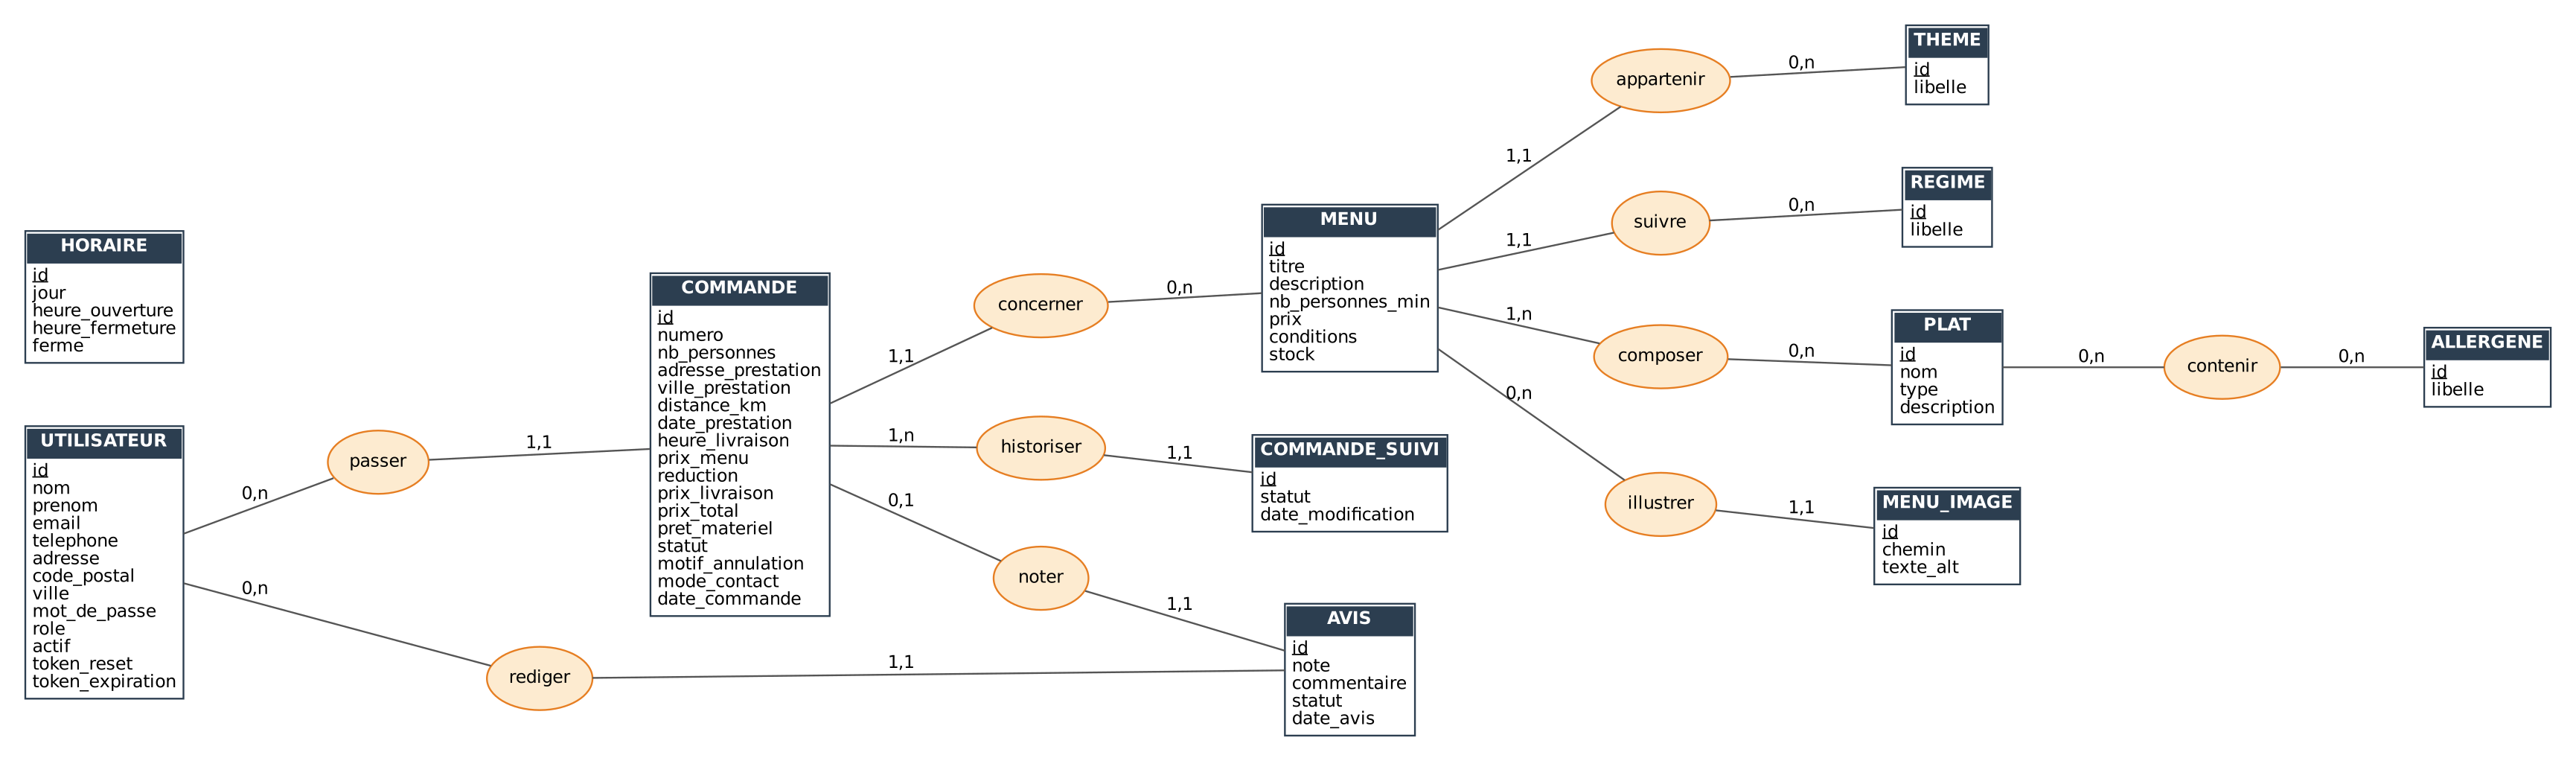 HORAIRE
id
jour
heure_ouverture
heure_fermeture
ferme
UTILISATEUR
id
nom
prenom
email
telephone
adresse
code_postal
ville
mot_de_passe
role
actif
token_reset
token_expiration
0,n
passer
1,1
0,n
rediger
1,1
COMMANDE
id
numero
nb_personnes
adresse_prestation
ville_prestation
distance_km
date_prestation
heure_livraison
prix_menu
reduction
prix_livraison
prix_total
pret_materiel
statut
motif_annulation
mode_contact
date_commande
1,1
concerner
0,n
1,n
historiser
1,1
0,1
noter
1,1
MENU
id
titre
description
nb_personnes_min
prix
conditions
stock
COMMANDE_SUIVI
id
statut
date_modification
AVIS
id
note
commentaire
statut
date_avis
1,1
appartenir
0,n
1,1
suivre
0,n
1,n
composer
0,n
0,n
illustrer
1,1
THEME
id
libelle
REGIME
id
libelle
PLAT
id
nom
type
description
MENU_IMAGE
id
chemin
texte_alt
0,n
contenir
0,n
ALLERGENE
id
libelle